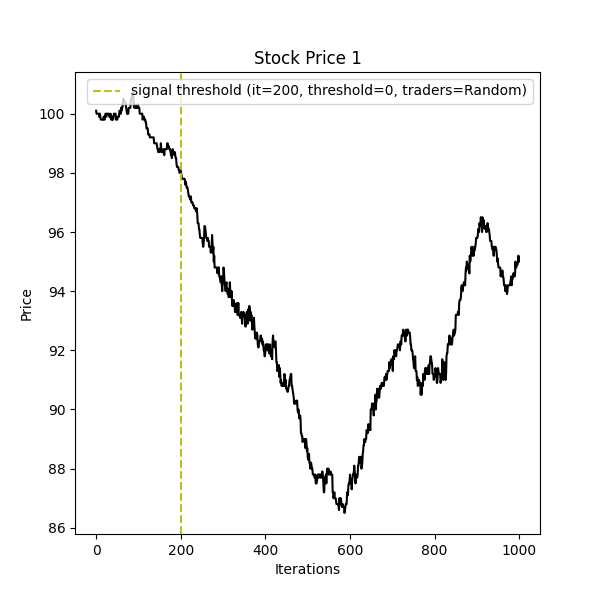 Stock Price 1
signal threshold (it=200, threshold=0, traders=Random)
100
98
96
94
92
90
88
86
Price
0 200 400 600 800 1000
Iterations